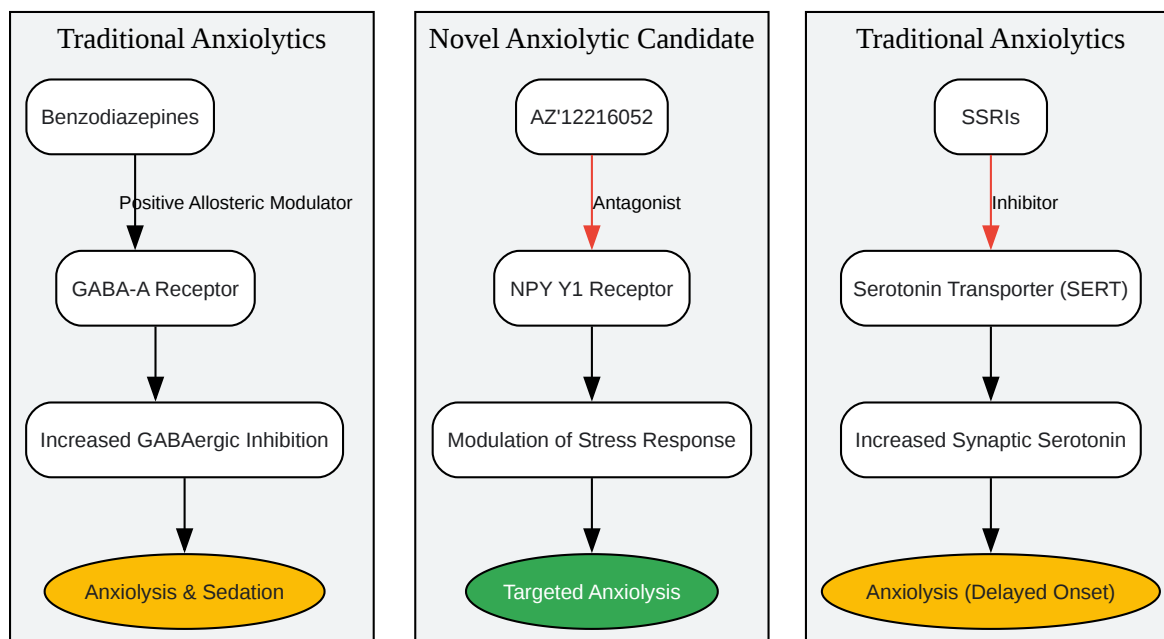 Traditional Anxiolytics
Benzodiazepines
Positive Allosteric Modulator
GABA-A Receptor
Increased GABAergic Inhibition
Anxiolysis & Sedation
Novel Anxiolytic Candidate
AZ'12216052
Antagonist
NPY Y1 Receptor
Modulation of Stress Response
Targeted Anxiolysis
Traditional Anxiolytics
SSRIs
Inhibitor
Serotonin Transporter (SERT)
Increased Synaptic Serotonin
Anxiolysis (Delayed Onset)